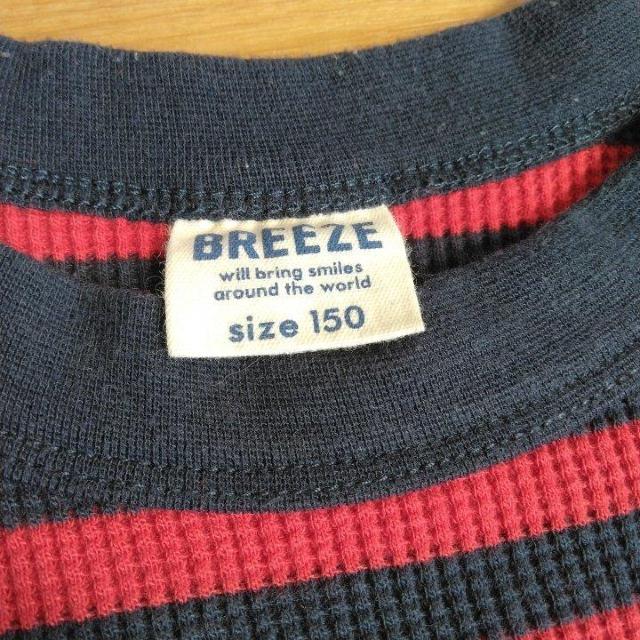 BREEZE
will bring smiles
around the world
size 150